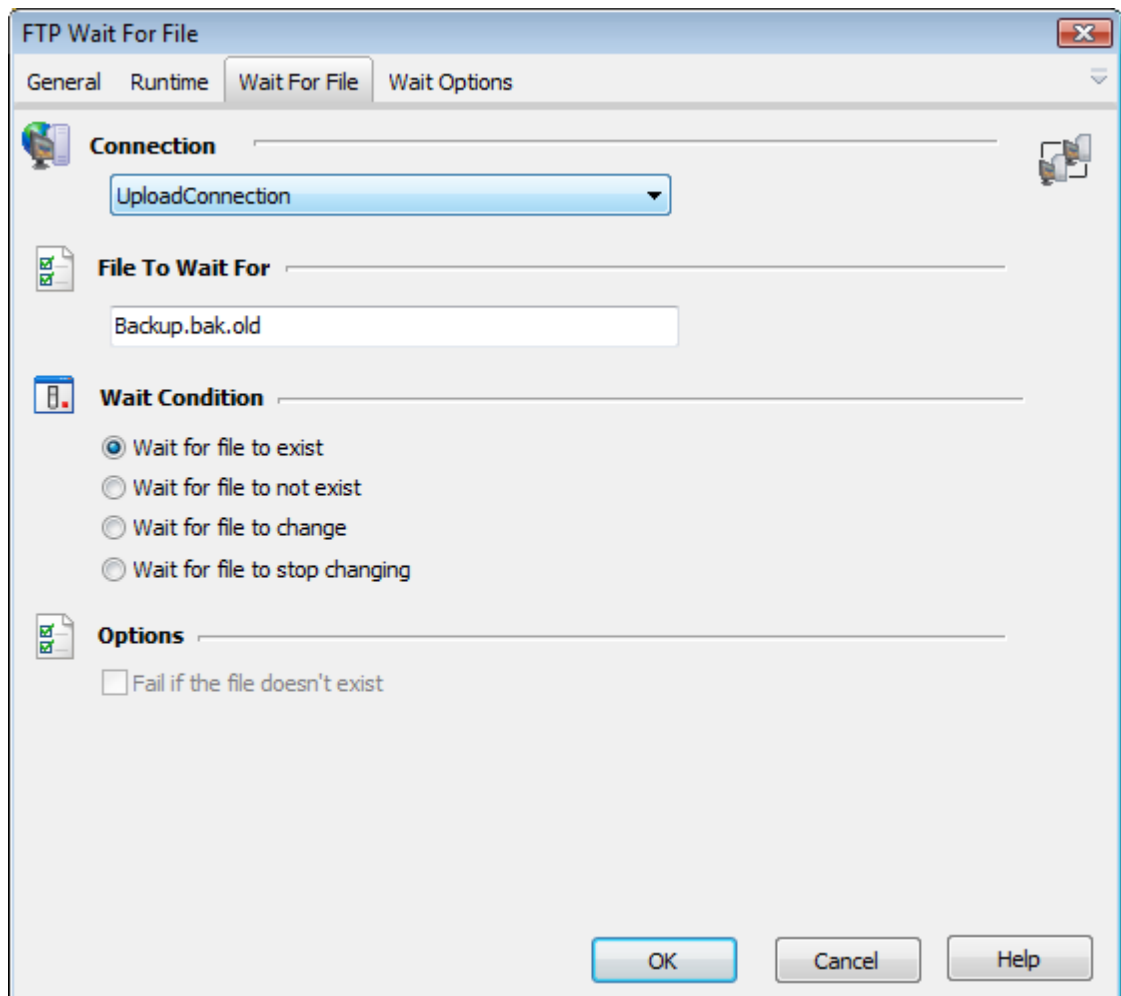 FTP Wait For File
General Runtime Wait For File Wait Options
Connection
UploadConnection
File To Wait For
Backup.bak.old
Wait Condition
Wait for file to exist
Wait for file to not exist
Wait for file to change
Wait for file to stop changing
Options
Fail if the file doesn't exist
OK Cancel Help